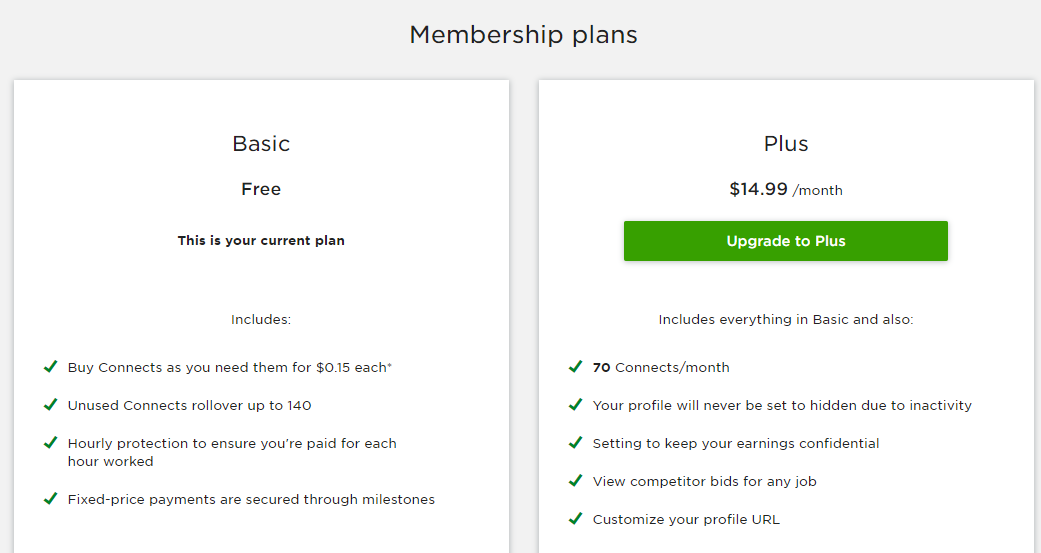 Membership plans
Basic
Free
This is your current plan
Includes:
Buy Connects as you need them for $0.15 each*
Unused Connects rollover up to 140
Hourly protection to ensure you're paid for each
hour worked
Fixed-price payments are secured through milestones
Plus
$14.99 /month
Upgrade to Plus
Includes everything in Basic and also:
70 Connects/month
Your profile will never be set to hidden due to inactivity
Setting to keep your earnings confidential
View competitor bids for any job
Customize your profile URL